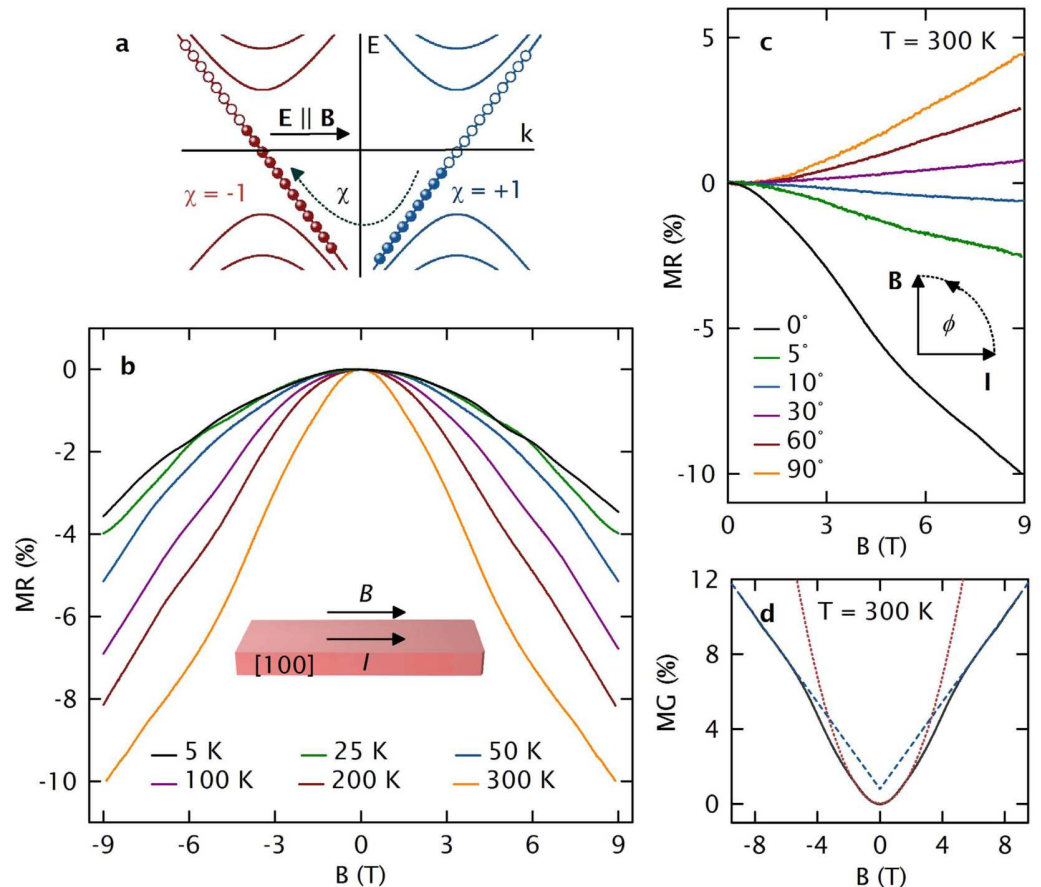 a
E
E || B
k
χ = -1
χ
χ = +1
b
MR (%)
0
-2
-4
-6
-8
-10
B
I
[100]
5 K
25 K
50 K
100 K
200 K
300 K
-9
-6
-3
0
3
6
9
B (T)
c
T = 300 K
MR (%)
5
0
-5
-10
B
ϕ
I
0°
5°
10°
30°
60°
90°
0
3
6
9
B (T)
d
T = 300 K
MG (%)
12
8
4
0
-8
-4
0
4
8
B (T)